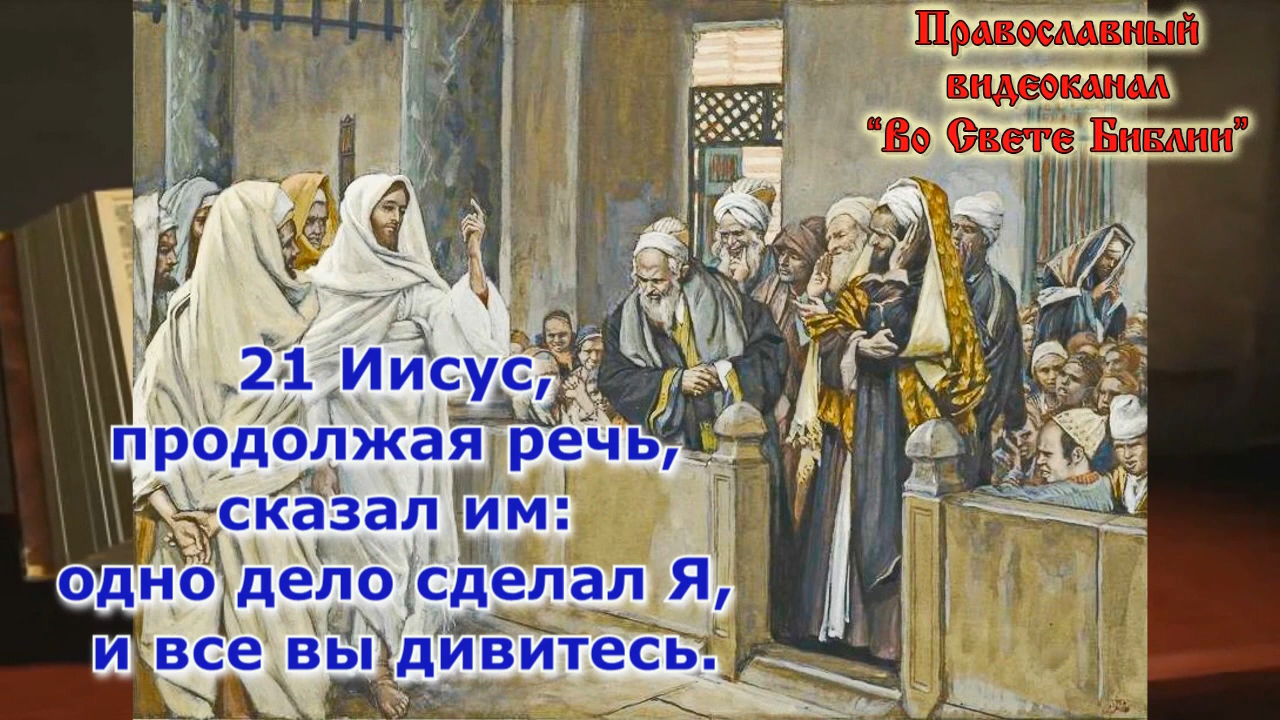 Православный
видеоканал
“Во Свете Библии”
21 Иисус,
продолжая речь,
сказал им:
одно дело сделал Я,
и все вы дивитесь.